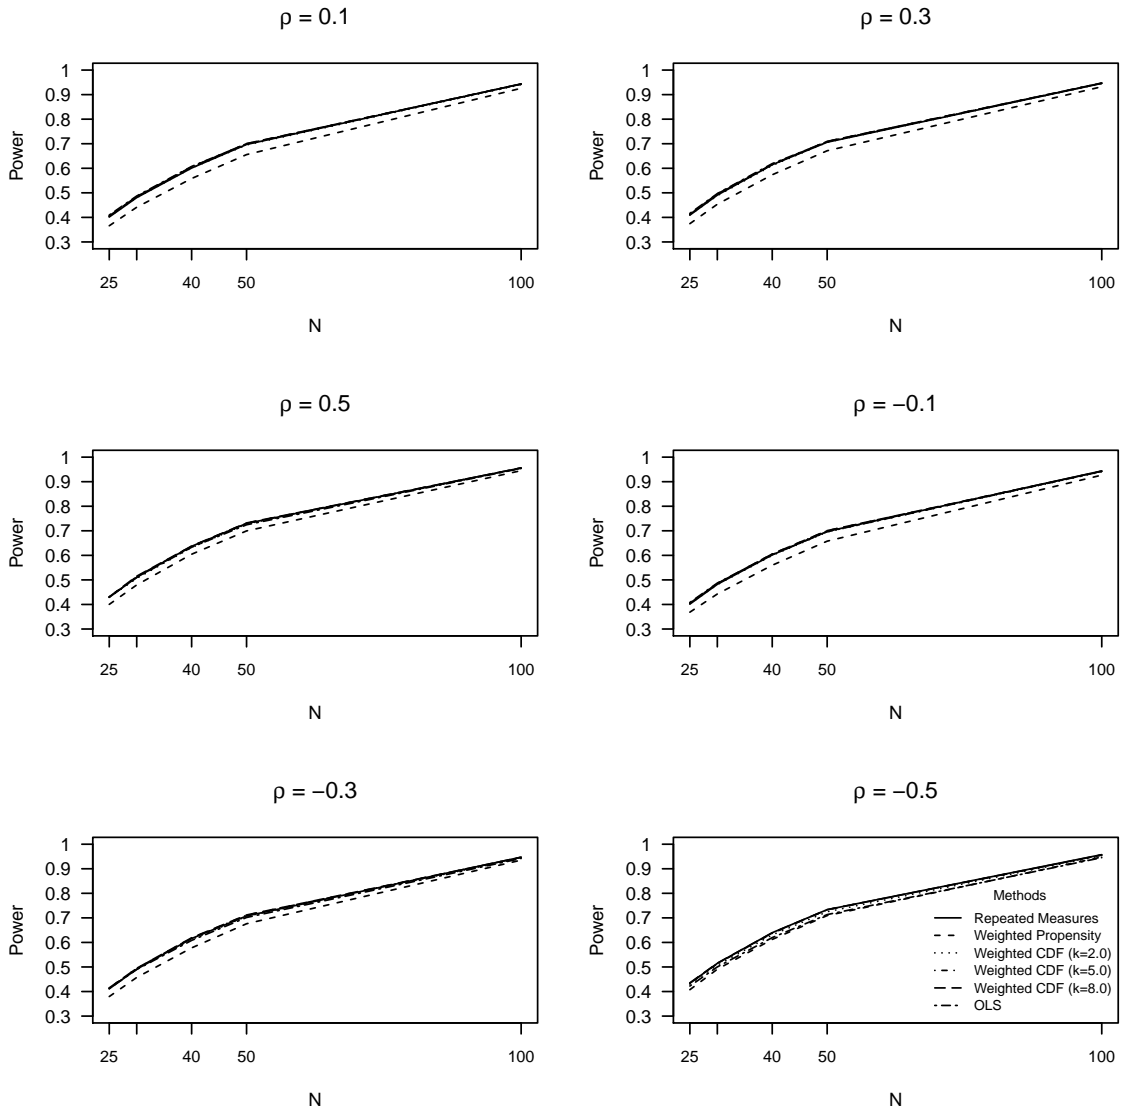 ρ = 0.1
Power
1
0.9
0.8
0.7
0.6
0.5
0.4
0.3
25 40 50 100
N
ρ = 0.3
Power
1
0.9
0.8
0.7
0.6
0.5
0.4
0.3
25 40 50 100
N
ρ = 0.5
Power
1
0.9
0.8
0.7
0.6
0.5
0.4
0.3
25 40 50 100
N
ρ = −0.1
Power
1
0.9
0.8
0.7
0.6
0.5
0.4
0.3
25 40 50 100
N
ρ = −0.3
Power
1
0.9
0.8
0.7
0.6
0.5
0.4
0.3
25 40 50 100
N
ρ = −0.5
Power
1
0.9
0.8
0.7
0.6
0.5
0.4
0.3
Methods
Repeated Measures
Weighted Propensity
Weighted CDF (k=2.0)
Weighted CDF (k=5.0)
Weighted CDF (k=8.0)
OLS
25 40 50 100
N